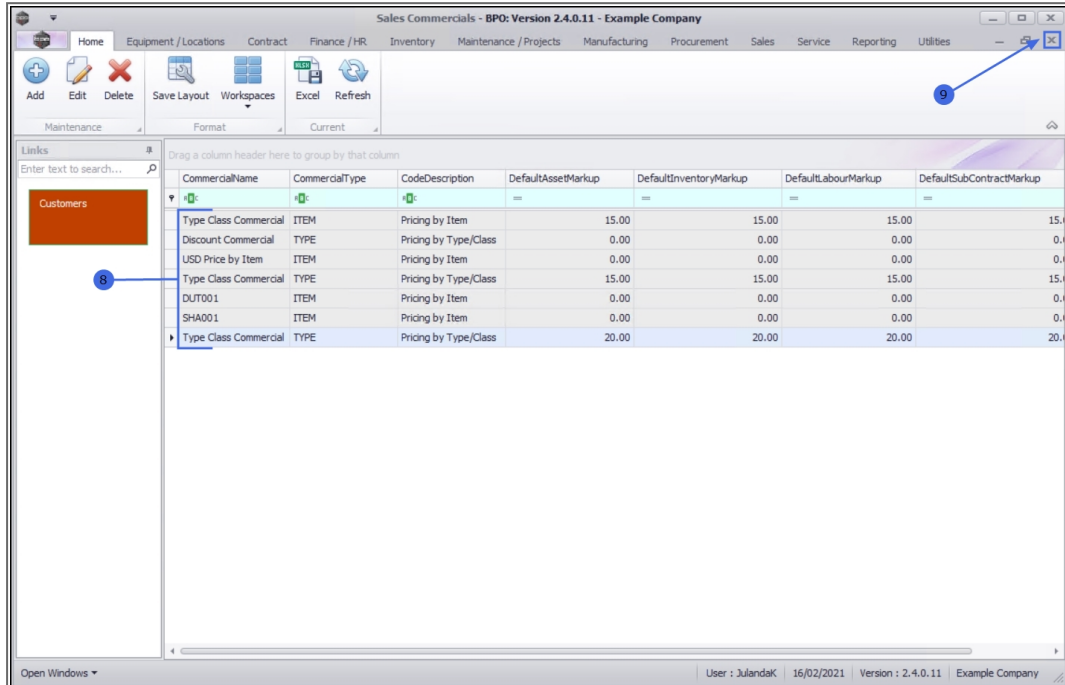 Sales Commercials - BPO: Version 2.4.0.11 - Example Company
Home Equipment / Locations Contract Finance / HR Inventory Maintenance / Projects Manufacturing Procurement Sales Service Reporting Utilities
Add Edit Delete Save Layout Workspaces Excel Refresh
9
Maintenance Format Current
Links
Enter text to search...
Customers
Drag a column header here to group by that column
CommercialName CommercialType CodeDescription DefaultAssetMarkup DefaultInventoryMarkup DefaultLabourMarkup DefaultSubContractMarkup
= = = =
Type Class Commercial ITEM Pricing by Item 15.00 15.00 15.00 15.
Discount Commercial TYPE Pricing by Type/Class 0.00 0.00 0.00 0.
USD Price by Item ITEM Pricing by Item 0.00 0.00 0.00 0.
8
Type Class Commercial TYPE Pricing by Type/Class 15.00 15.00 15.00 15.
DUT001 ITEM Pricing by Item 0.00 0.00 0.00 0.
SHA001 ITEM Pricing by Item 0.00 0.00 0.00 0.
Type Class Commercial TYPE Pricing by Type/Class 20.00 20.00 20.00 20.
Open Windows User : JulandaK 16/02/2021 Version : 2.4.0.11 Example Company